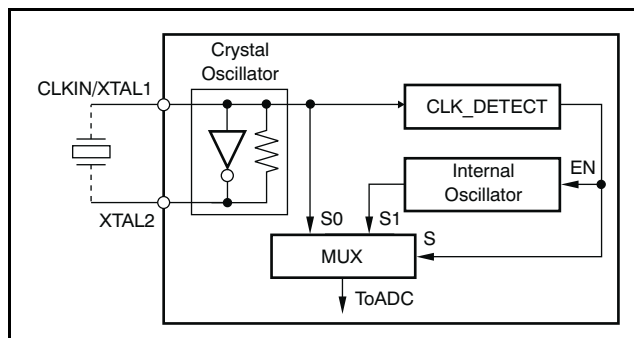 Crystal
Oscillator
CLKIN/XTAL1
CLK_DETECT
Internal
Oscillator
EN
XTAL2
S0
S1
S
MUX
ToADC